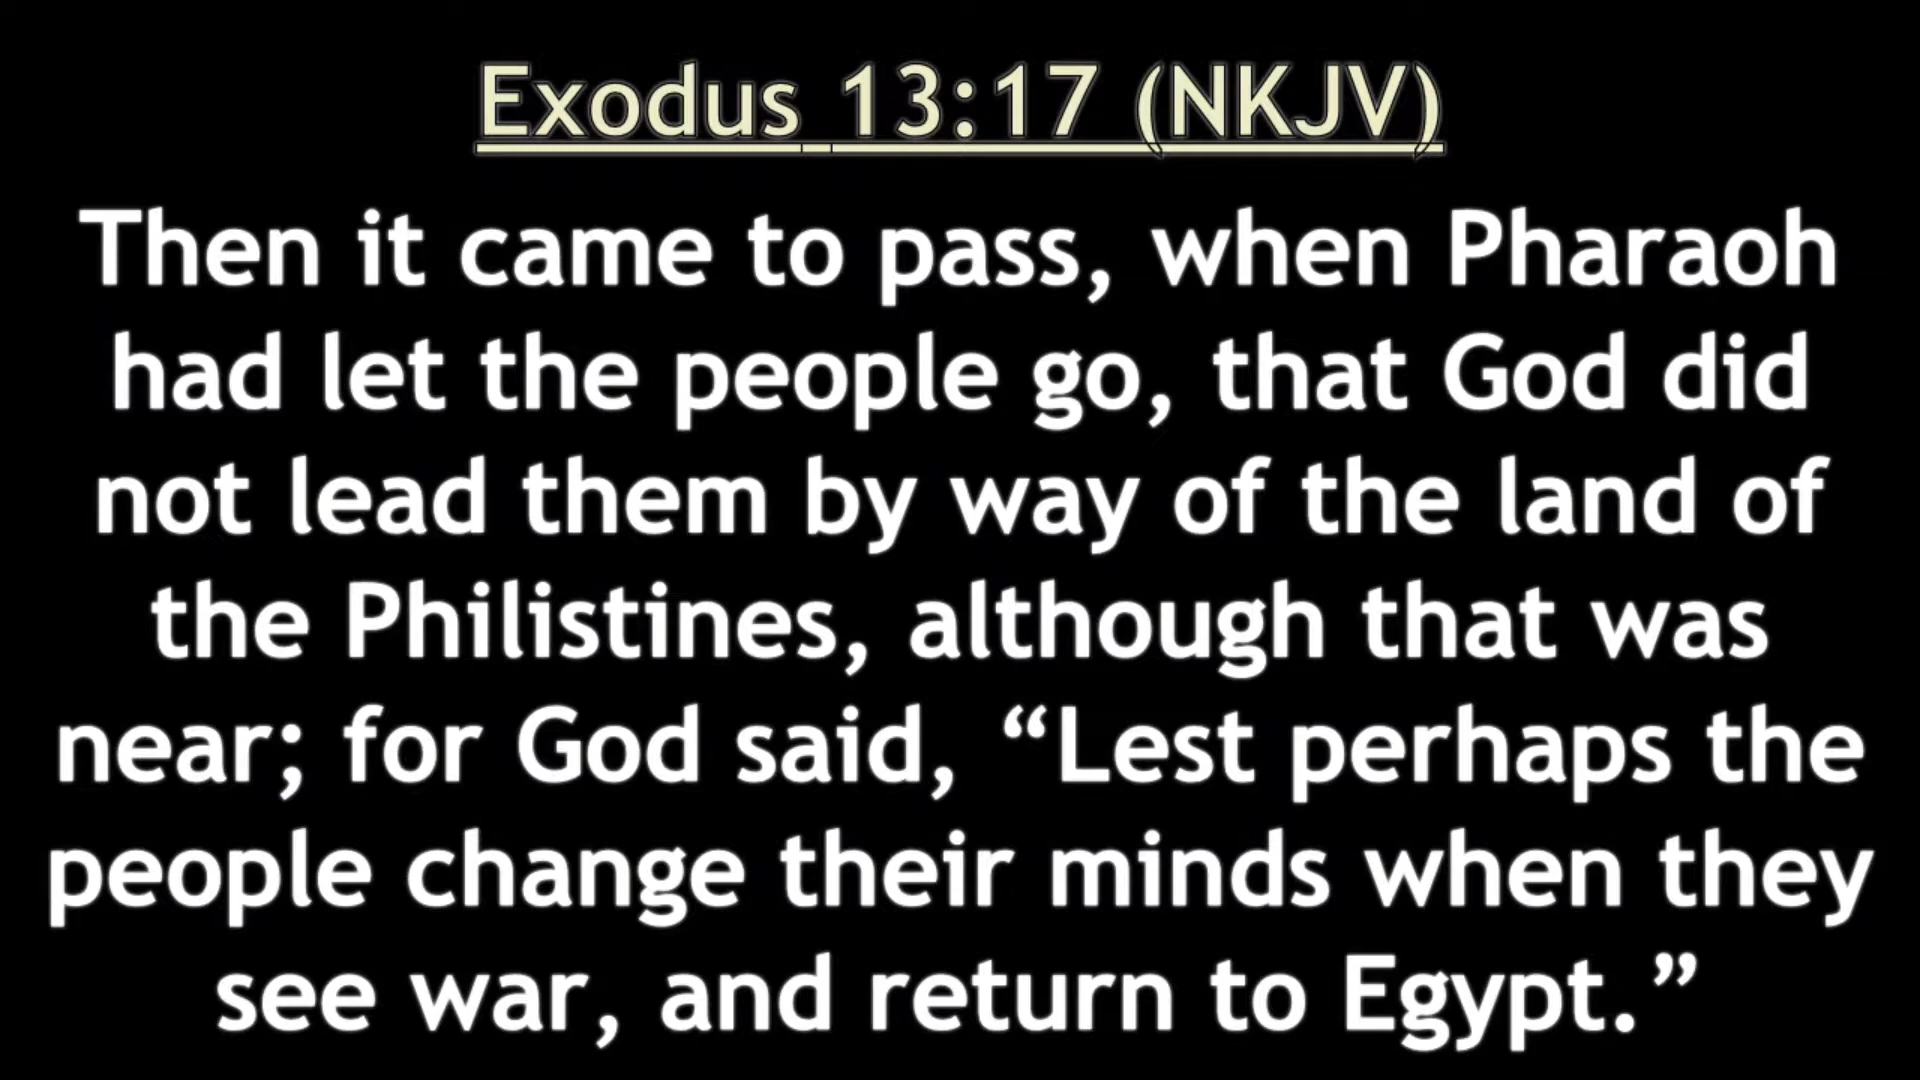 Exodus 13:17 (NKJV)
Then it came to pass, when Pharaoh
had let the people go, that God did
not lead them by way of the land of
the Philistines, although that was
near; for God said, “Lest perhaps the
people change their minds when they
see war, and return to Egypt.”